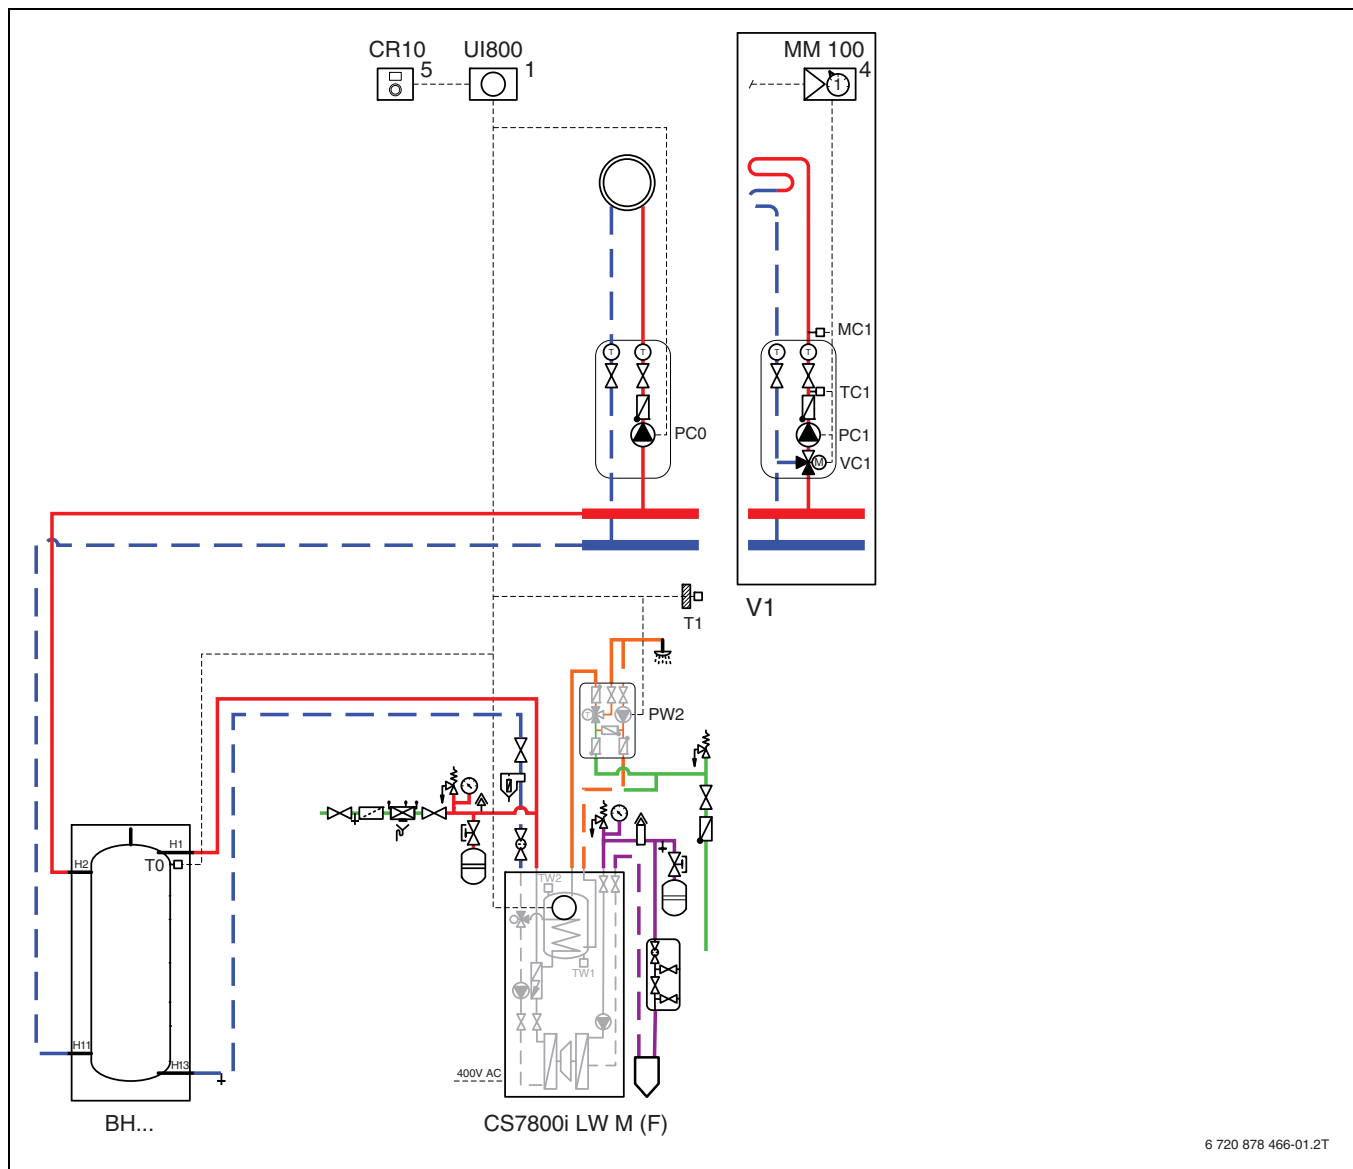 CR10
5
UI800
1
MM 100
4
1
MC1
T
T
T
T
TC1
PC0
PC1
M
VC1
V1
T1
T
PW2
H1
T0
H2
TW2
TW1
H11
H13
400V AC
BH...
CS7800i LW M (F)
6 720 878 466-01.2T